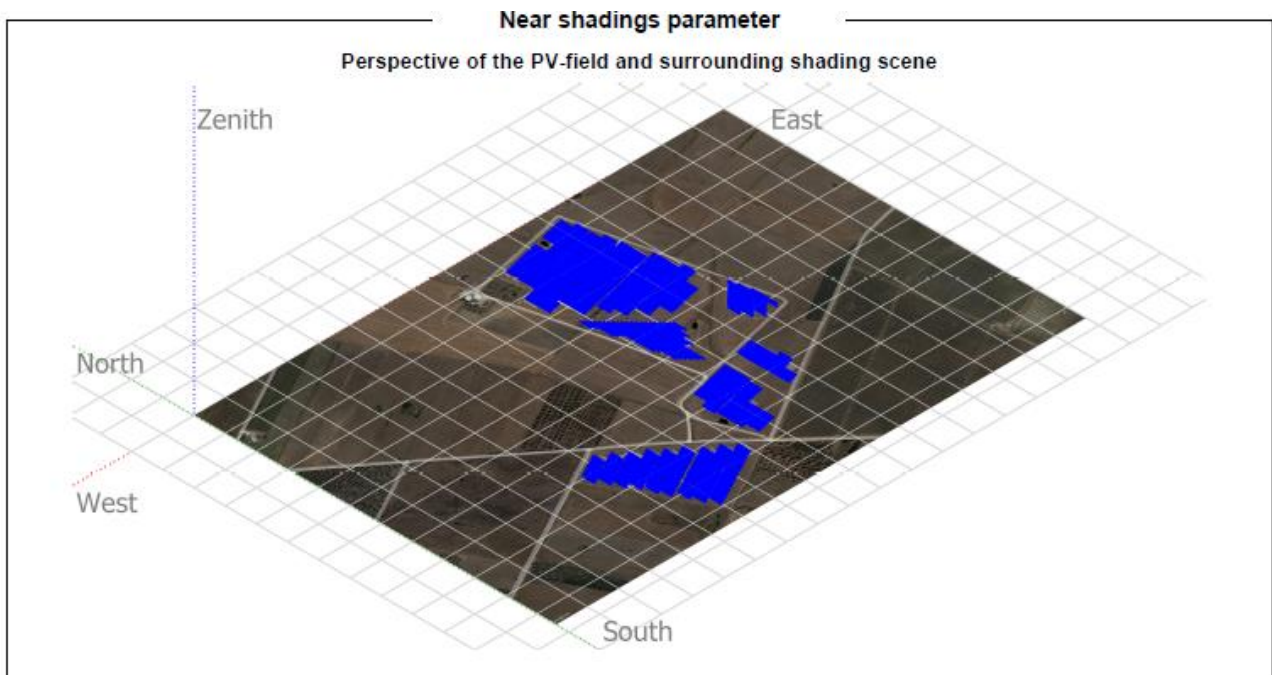 Near shadings parameter
Perspective of the PV-field and surrounding shading scene
Zenith
East
North
West
South